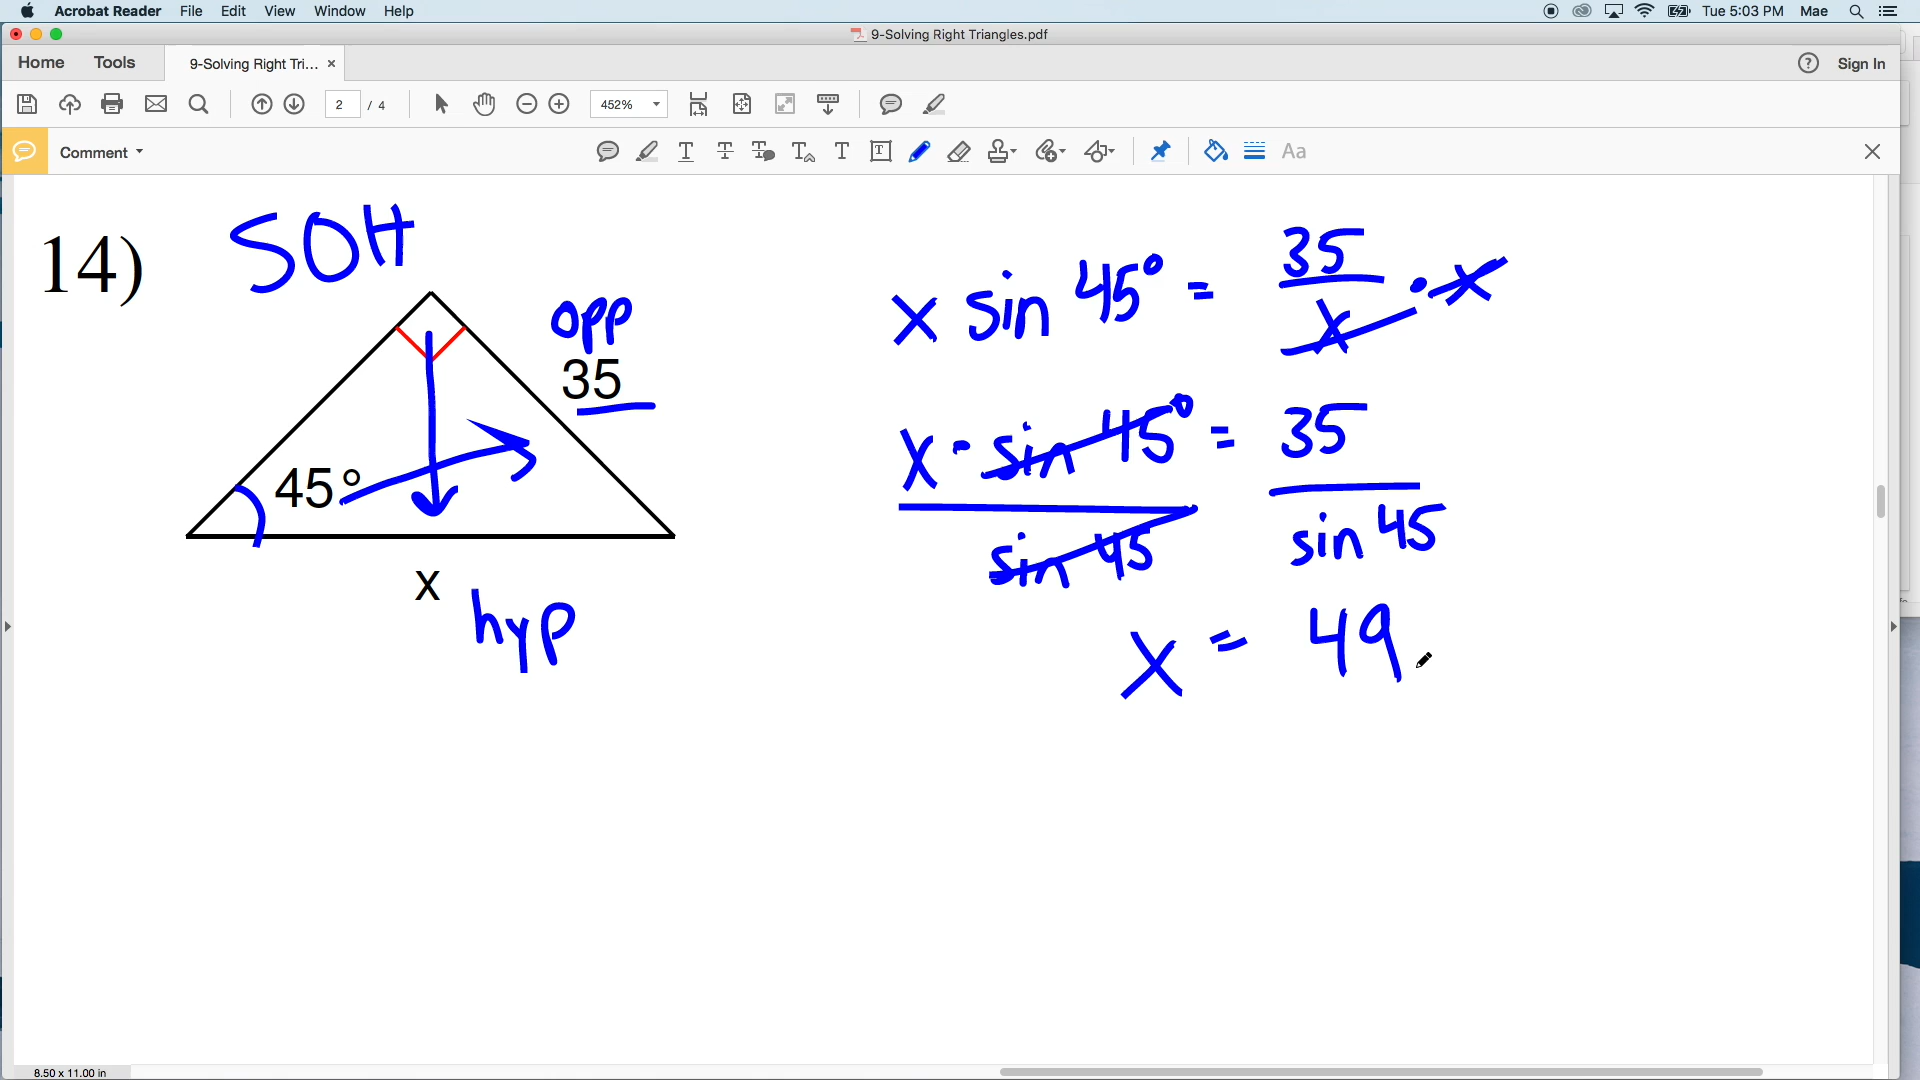 Acrobat Reader File Edit View Window Help Tue 5:03 PM Mae
9-Solving Right Triangles.pdf
Home Tools 9-Solving Right Tri... × ? Sign In
2 / 4 452%
Comment Aa
14) SOH
opp
35
45°
x
hyp
x sin 45° = 35/x · x
x · sin 45° = 35
sin 45 sin 45
x = 49
8.50 x 11.00 in